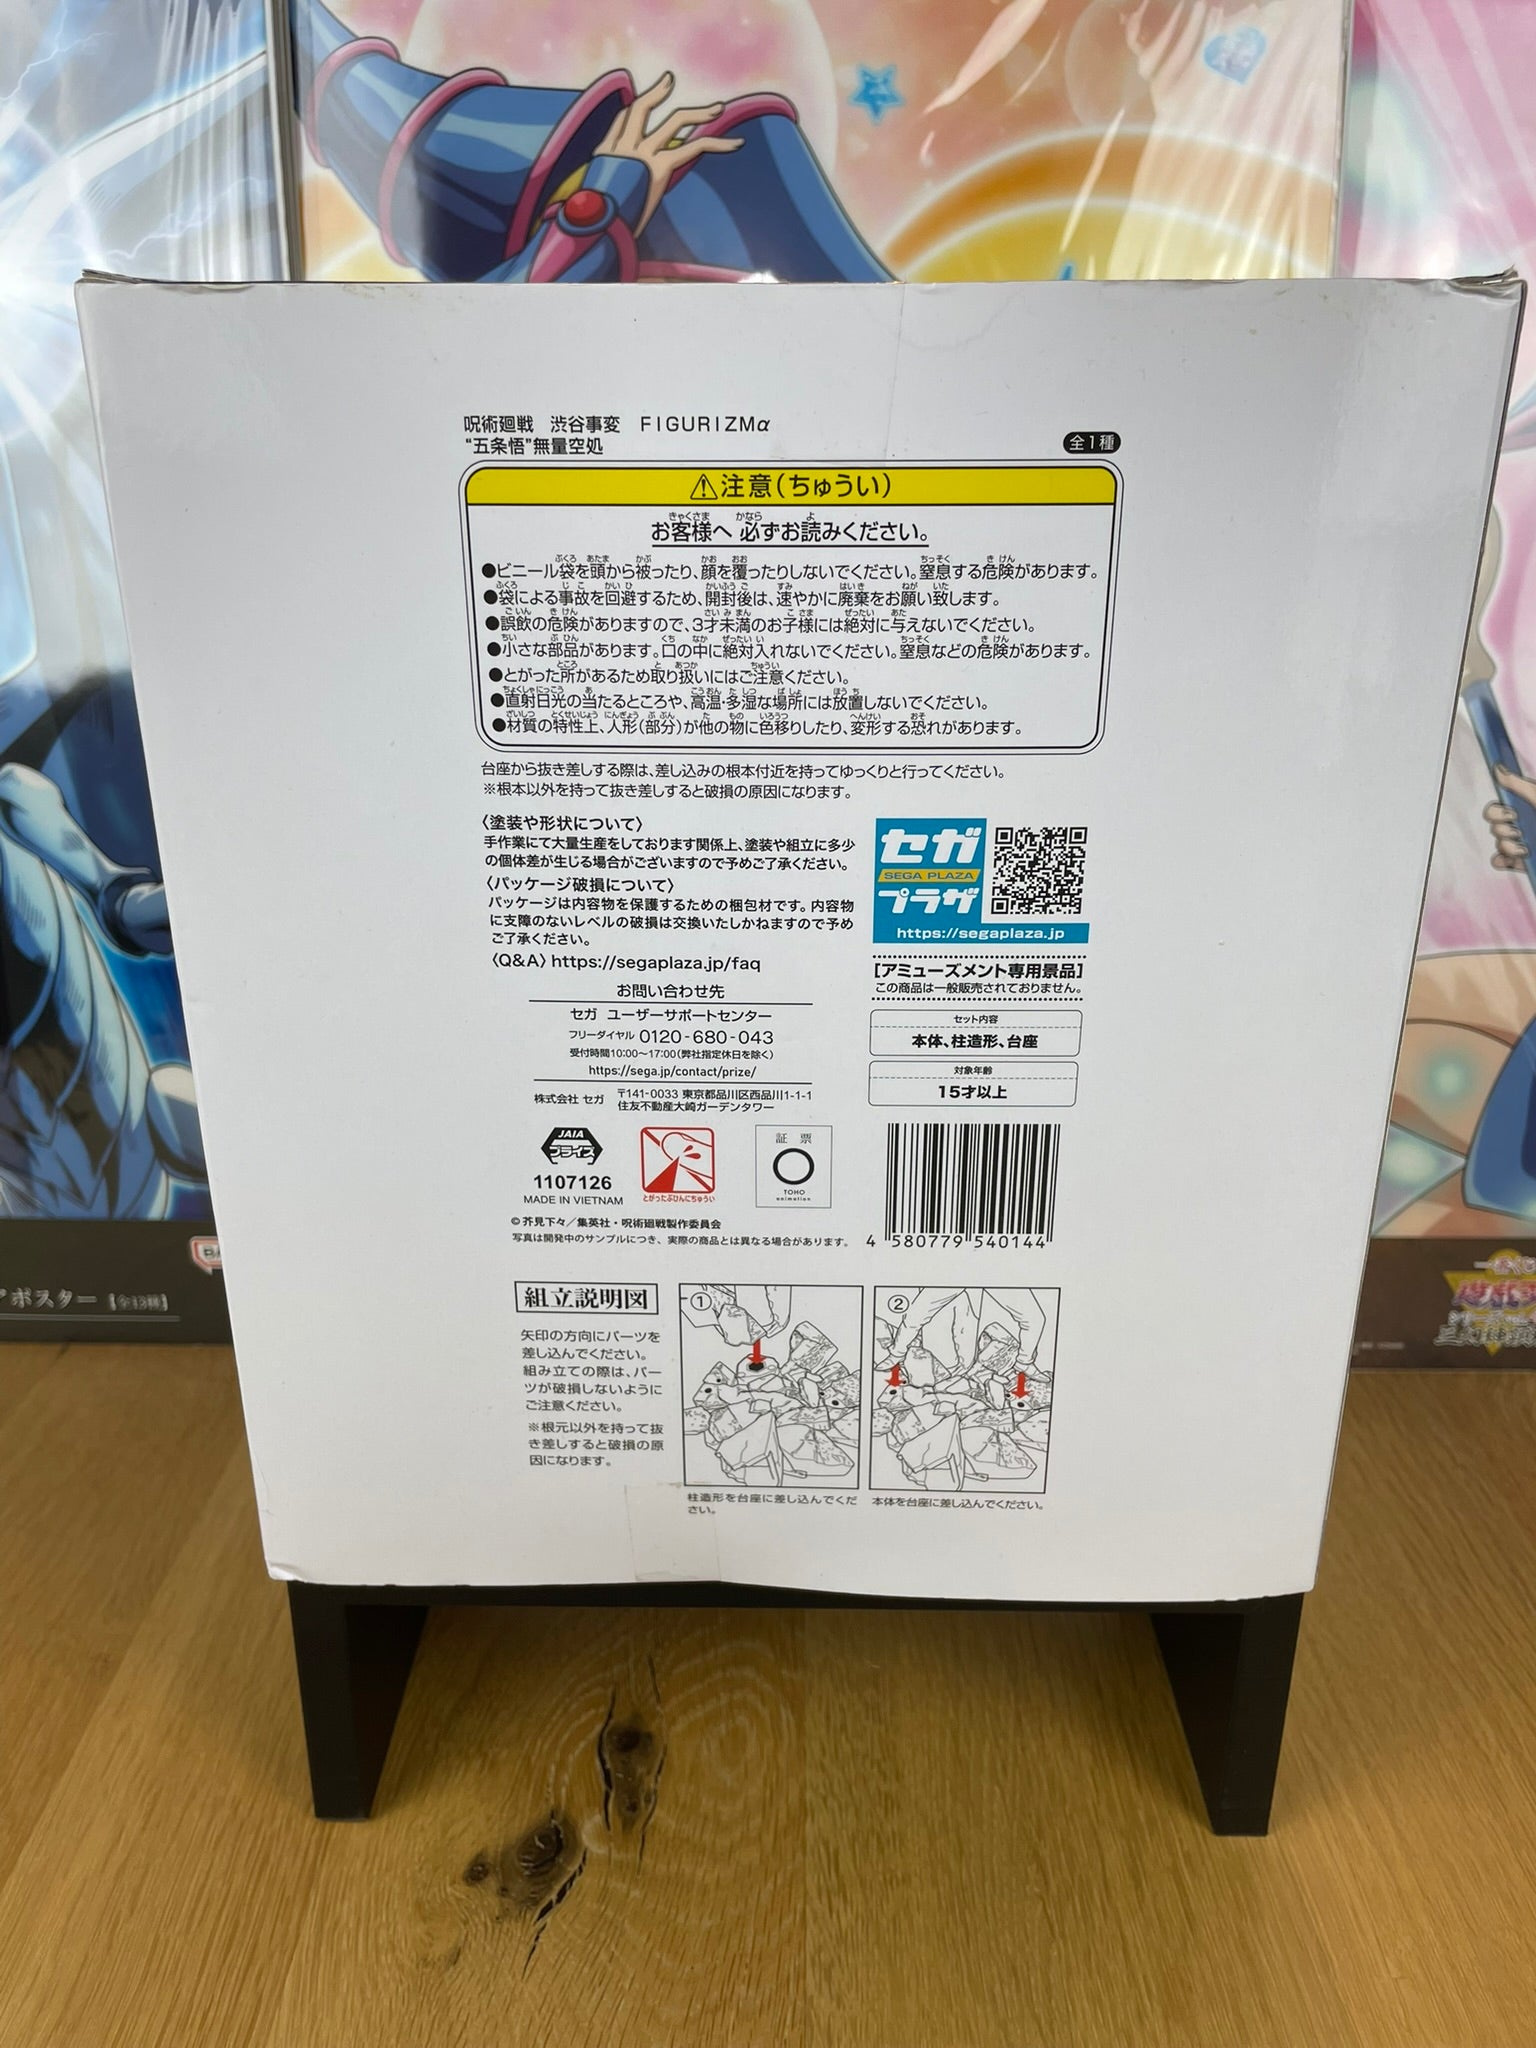 呪術廻戦 渋谷事変 FIGURIZMα
“五条悟”無量空処
全1種
⚠注意(ちゅうい)
お客様へ 必ずお読みください。
●ビニール袋を頭から被ったり、顔を覆ったりしないでください。窒息する危険があります。
●袋による事故を回避するため、開封後は、速やかに廃棄をお願い致します。
●誤飲の危険がありますので、3才未満のお子様には絶対に与えないでください。
●小さな部品があります。口の中に絶対入れないでください。窒息などの危険があります。
●とがった所があるため取り扱いにはご注意ください。
●直射日光の当たるところや、高温・多湿な場所には放置しないでください。
●材質の特性上、人形(部分)が他の物に色移りしたり、変形する恐れがあります。
台座から抜き差しする際は、差し込みの根本付近を持ってゆっくりと行ってください。
※根本以外を持って抜き差しすると破損の原因になります。
〈塗装や形状について〉
手作業にて大量生産をしております関係上、塗装や組立に多少
の個体差が生じる場合がございますので予めご了承ください。
〈パッケージ破損について〉
パッケージは内容物を保護するための梱包材です。内容物
に支障のないレベルの破損は交換いたしかねますので予め
ご了承ください。
〈Q&A〉https://segaplaza.jp/faq
お問い合わせ先
セガ ユーザーサポートセンター
フリーダイヤル 0120-680-043
受付時間10:00〜17:00(弊社指定休日を除く)
https://sega.jp/contact/prize/
株式会社 セガ 〒141-0033 東京都品川区西品川1-1-1
住友不動産大崎ガーデンタワー
セガ
SEGA PLAZA
プラザ
https://segaplaza.jp
[アミューズメント専用景品]
この商品は一般販売されておりません。
セット内容
本体、柱造形、台座
対象年齢
15才以上
JAIA
プライズ
1107126
MADE IN VIETNAM
とがったぶひんにちゅうい
証票
TOHO
animation
©芥見下々／集英社・呪術廻戦製作委員会
写真は開発中のサンプルにつき、実際の商品とは異なる場合があります。
4 580779 540144
組立説明図
矢印の方向にパーツを
差し込んでください。
組み立ての際は、パー
ツが破損しないように
ご注意ください。
※根元以外を持って抜
き差しすると破損の原
因になります。
①
柱造形を台座に差し込んでくだ
さい。
②
本体を台座に差し込んでください。
ポスター【全13種】